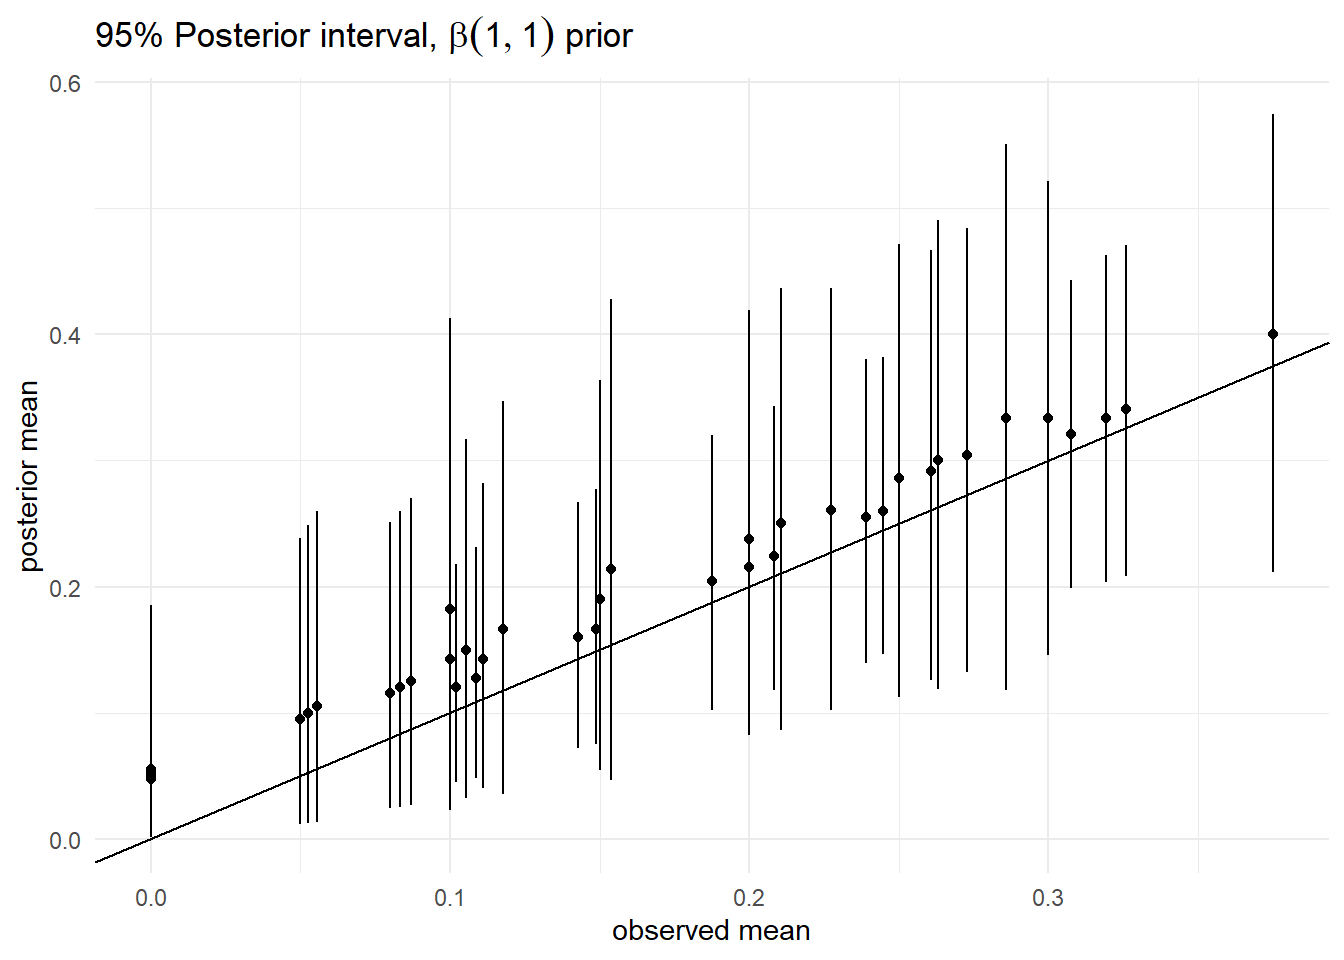 95% Posterior interval, β(1, 1) prior
0.6
0.4
0.2
0.0
posterior mean
0.0 0.1 0.2 0.3
observed mean